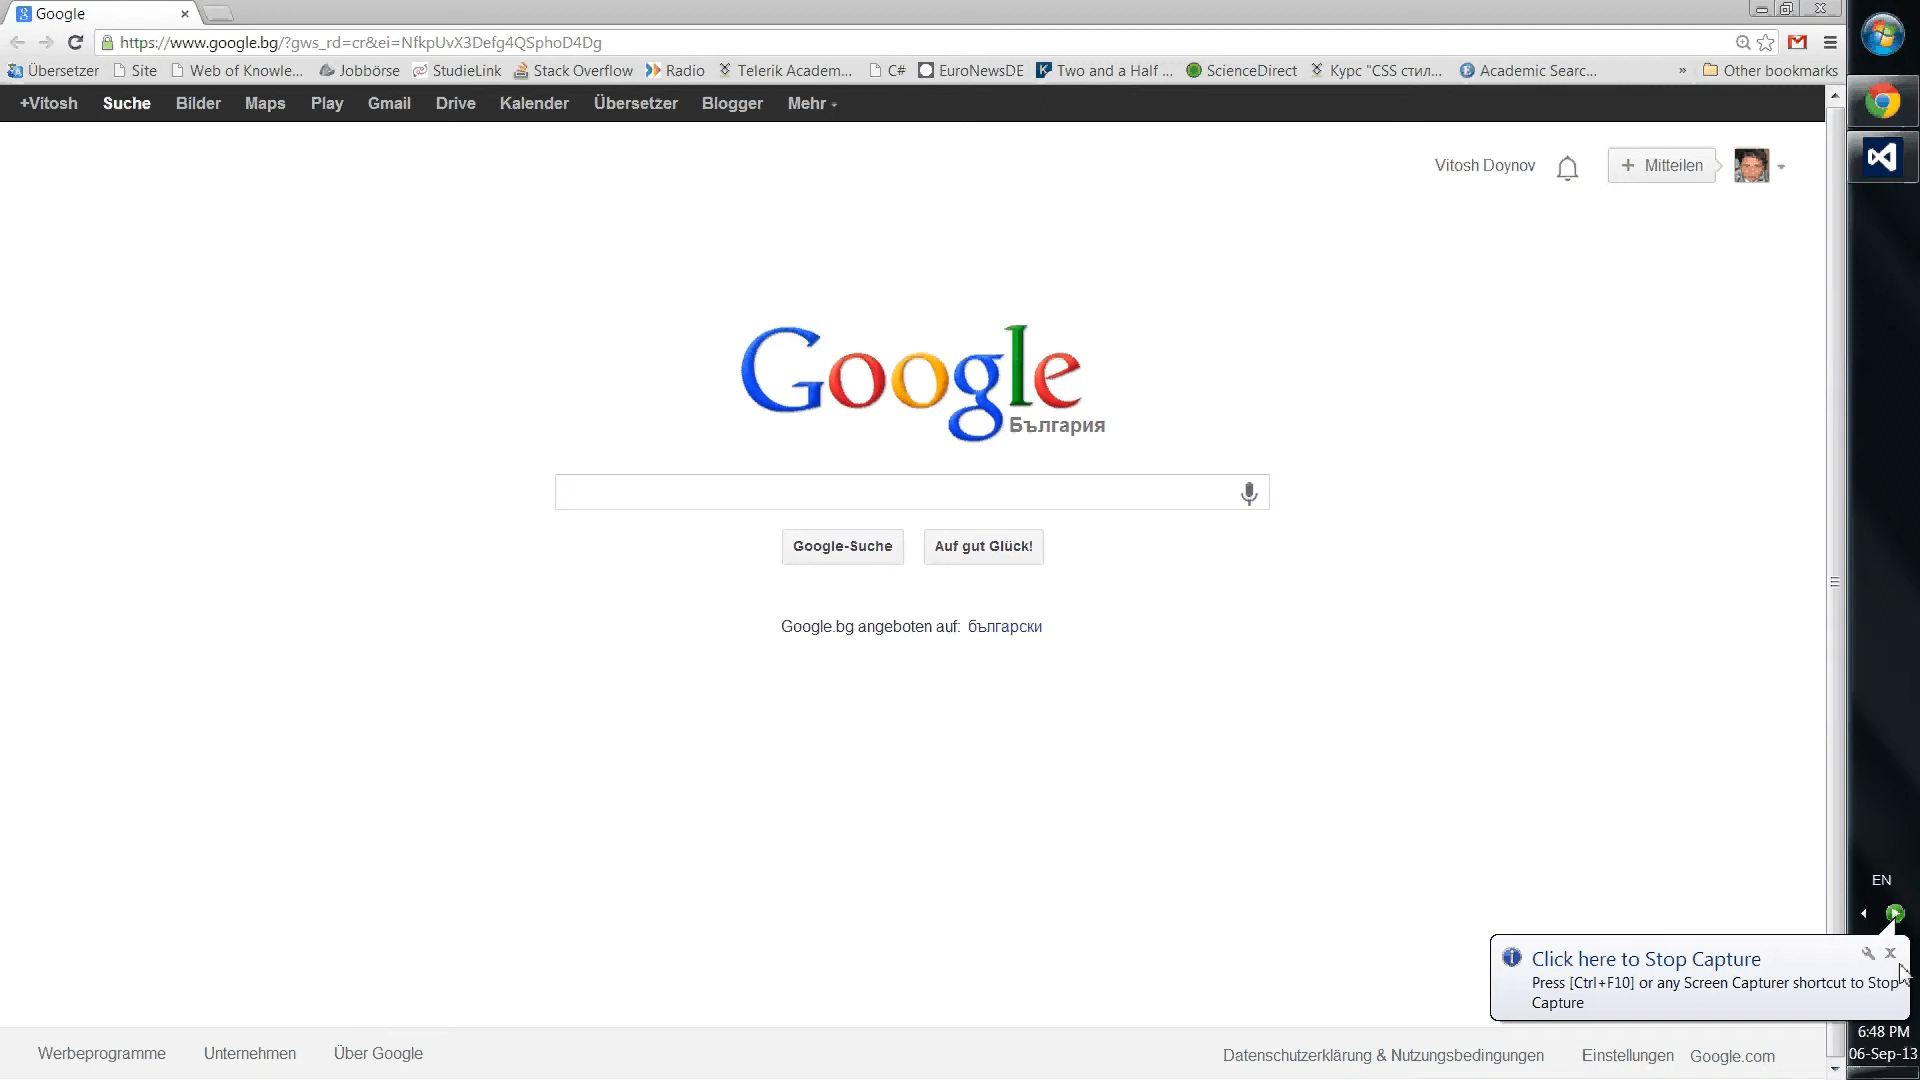 Google
https://www.google.bg/?gws_rd=cr&ei=NfkpUvX3Defg4QSphoD4Dg
Übersetzer Site Web of Knowle... Jobbörse StudieLink Stack Overflow Radio Telerik Academ... C# EuroNewsDE Two and a Half ... ScienceDirect Курс "CSS стил... Academic Searc... » Other bookmarks
+Vitosh Suche Bilder Maps Play Gmail Drive Kalender Übersetzer Blogger Mehr
Vitosh Doynov + Mitteilen
Google
България
Google-Suche Auf gut Glück!
Google.bg angeboten auf: български
EN
Click here to Stop Capture
Press [Ctrl+F10] or any Screen Capturer shortcut to Stop
Capture
6:48 PM
06-Sep-13
Werbeprogramme Unternehmen Über Google Datenschutzerklärung & Nutzungsbedingungen Einstellungen Google.com